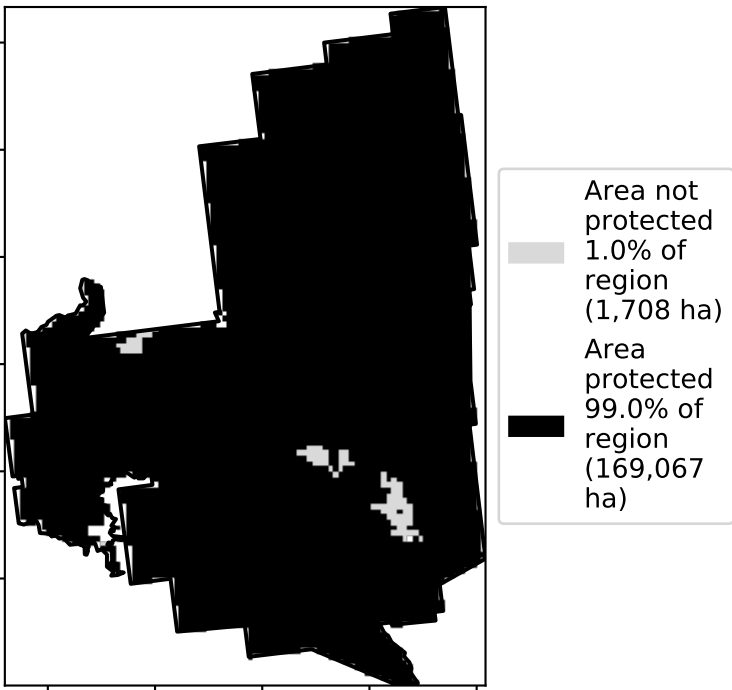 Area not
protected
1.0% of
region
(1,708 ha)
Area
protected
99.0% of
region
(169,067
ha)